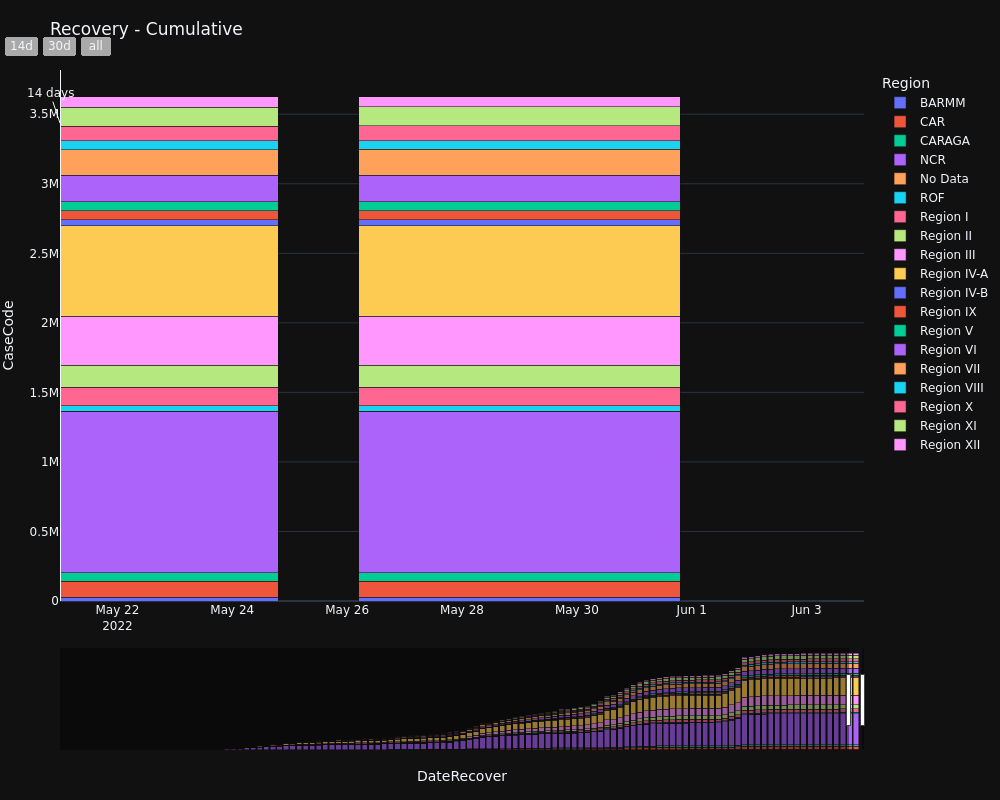 Recovery - Cumulative
14d 30d all
14 days
3.5M
3M
2.5M
2M
1.5M
1M
0.5M
0
CaseCode
May 22
2022
May 24
May 26
May 28
May 30
Jun 1
Jun 3
DateRecover
Region
BARMM
CAR
CARAGA
NCR
No Data
ROF
Region I
Region II
Region III
Region IV-A
Region IV-B
Region IX
Region V
Region VI
Region VII
Region VIII
Region X
Region XI
Region XII